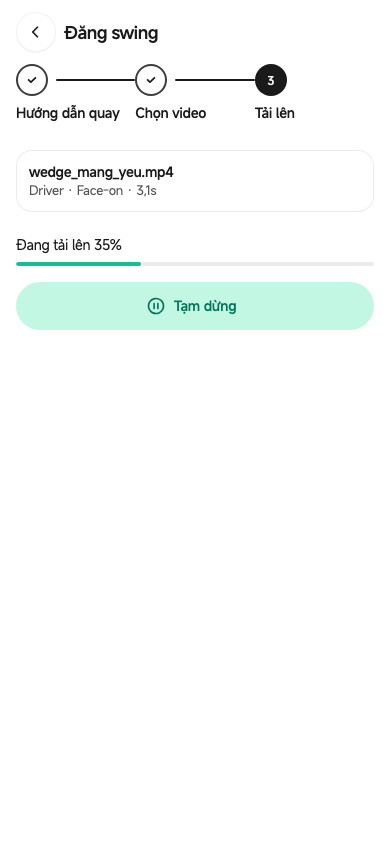 Đăng swing
3
Hướng dẫn quay
Chọn video
Tải lên
wedge_mang_yeu.mp4
Driver · Face-on · 3,1s
Đang tải lên 35%
Tạm dừng